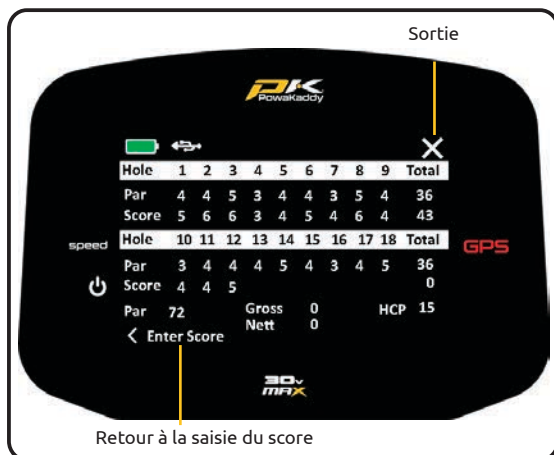 Sortie
PK
PowaKaddy
Hole 1 2 3 4 5 6 7 8 9 Total
Par 4 4 5 3 4 4 3 5 4 36
Score 5 6 6 3 4 5 4 6 4 43
speed
Hole 10 11 12 13 14 15 16 17 18 Total
GPS
Par 3 4 4 4 5 4 3 4 5 36
Score 4 4 5 0
Par 72 Gross 0 HCP 15
Nett 0
< Enter Score
30v
MAX
Retour à la saisie du score